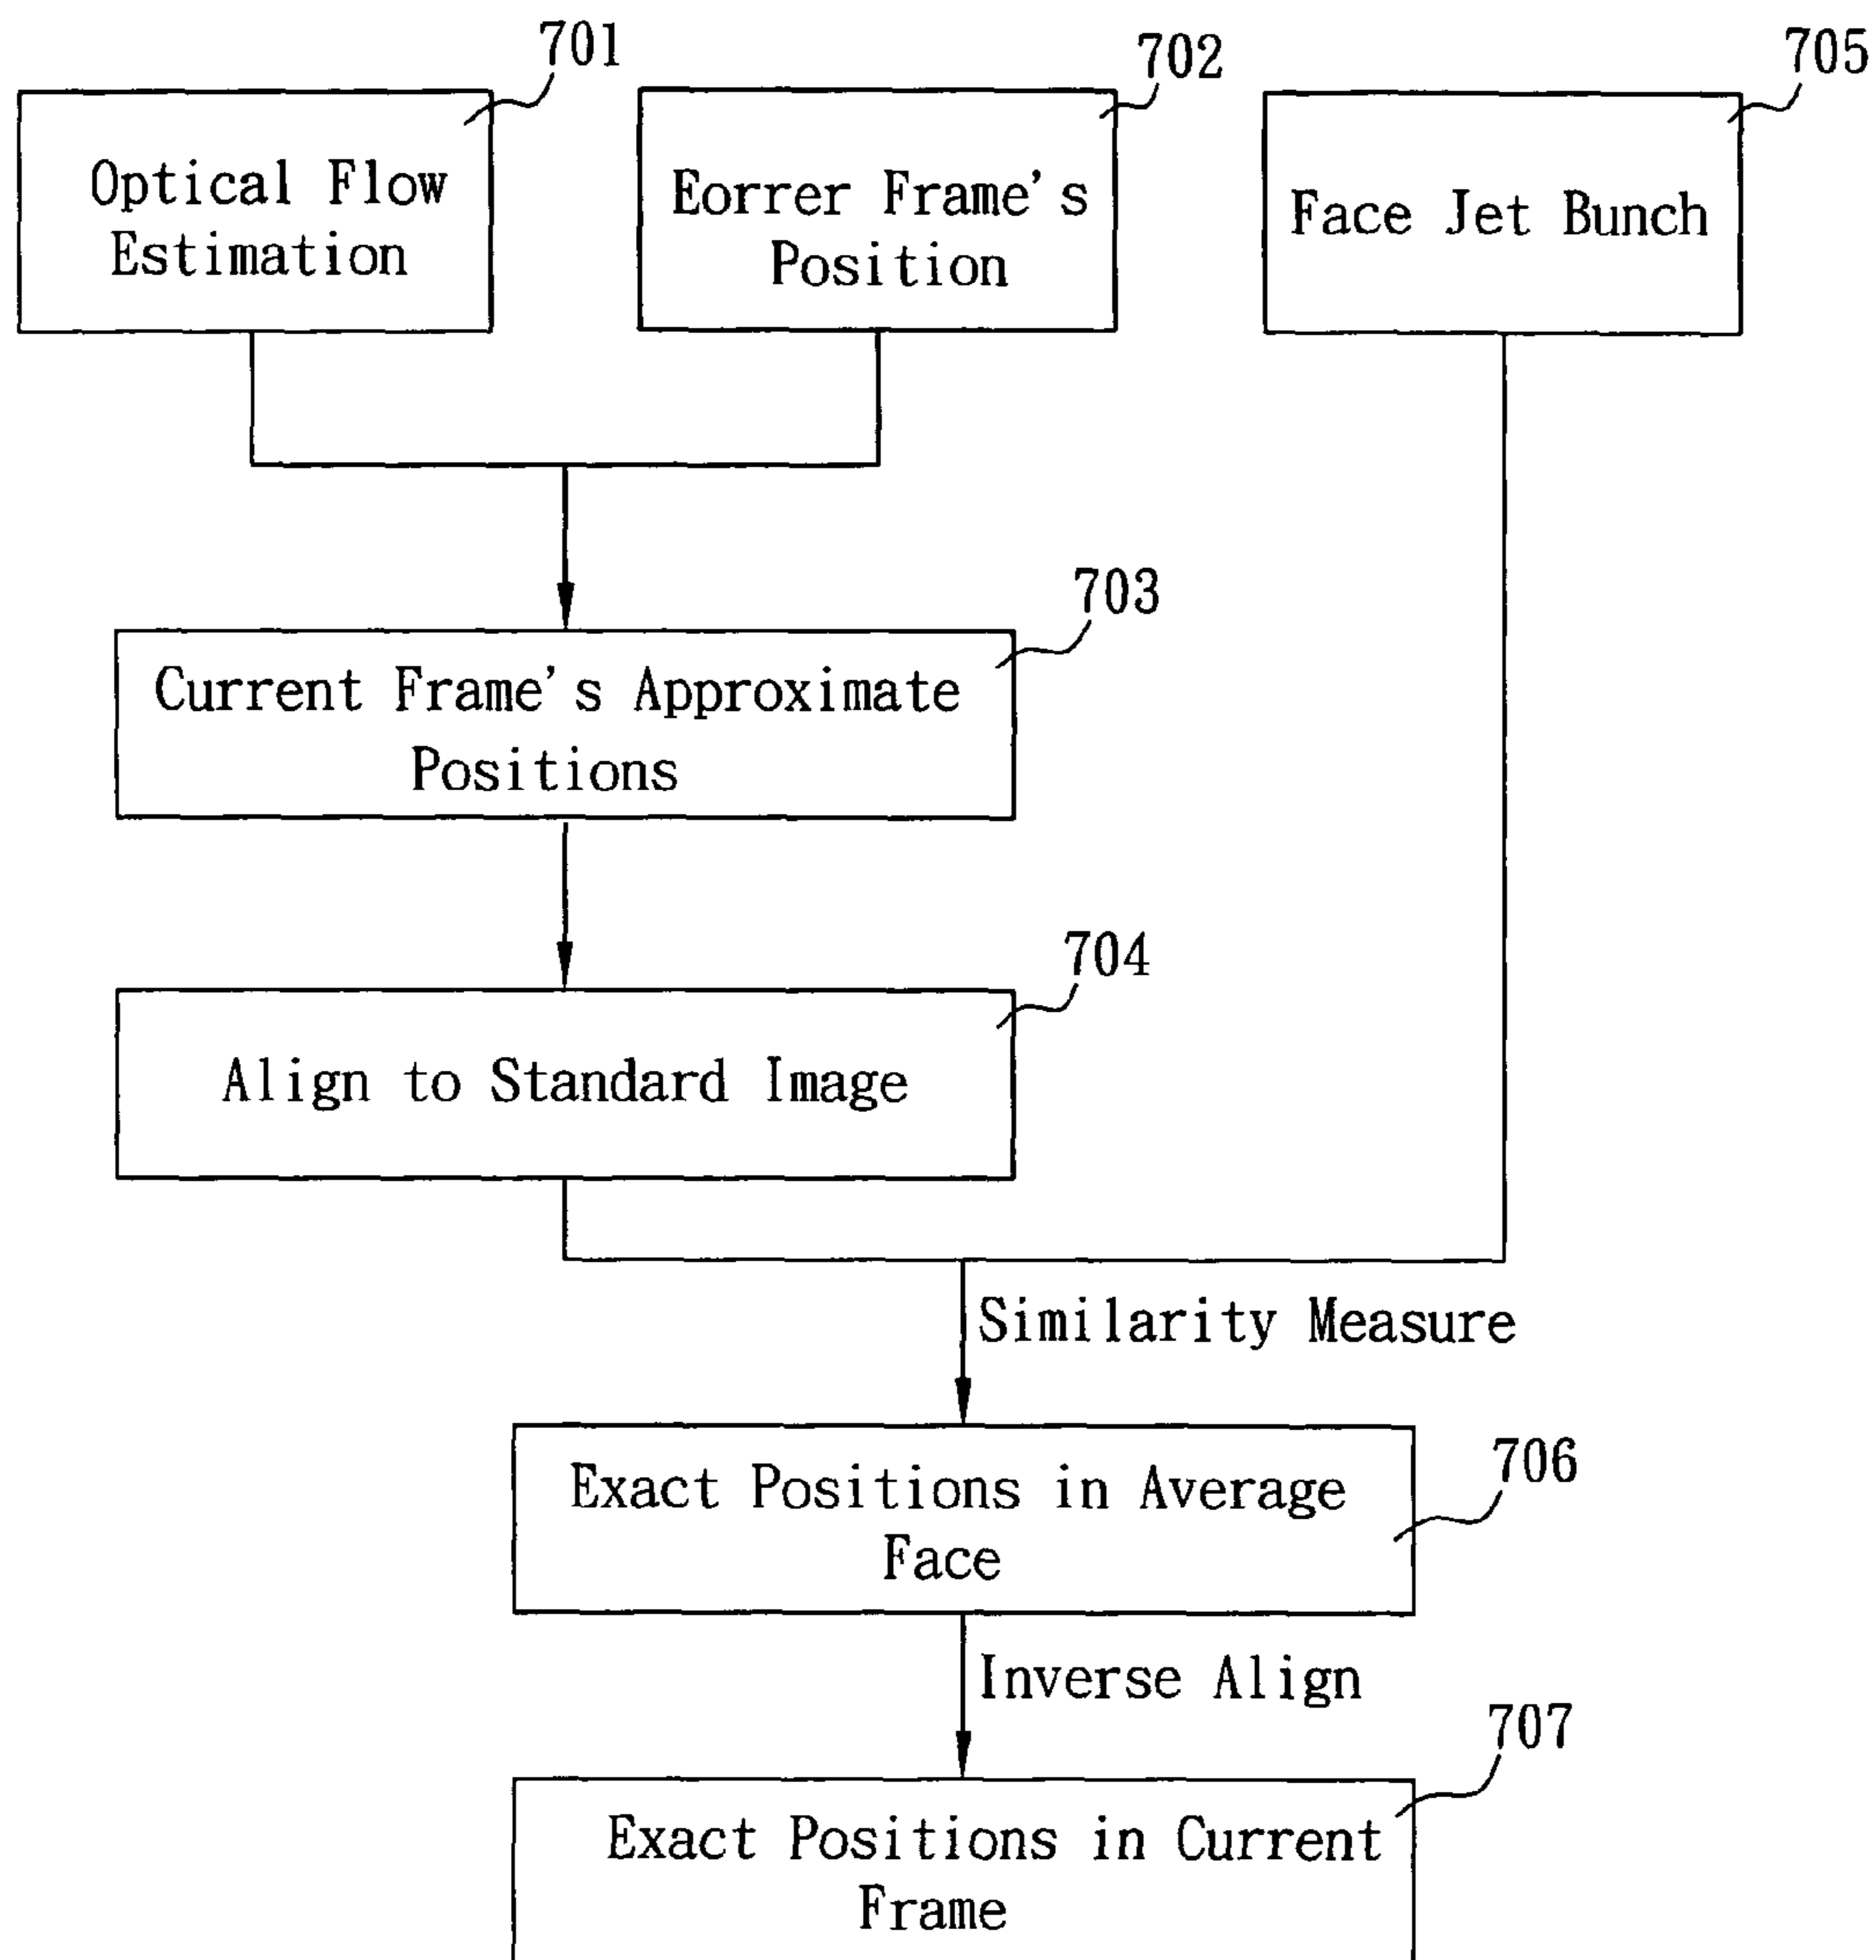 701
702
705
Optical Flow
Estimation
Eorrer Frame's
Position
Face Jet Bunch
703
Current Frame's Approximate
Positions
704
Align to Standard Image
Similarity Measure
706
Exact Positions in Average
Face
Inverse Align
707
Exact Positions in Current
Frame